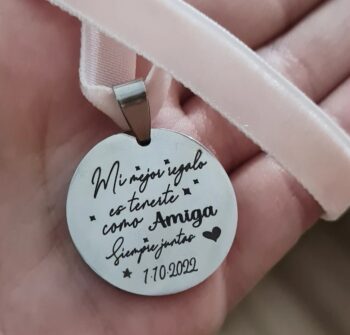 Mi mejor regalo
es tenerte
como Amiga
Siempre juntas
1·10·2022